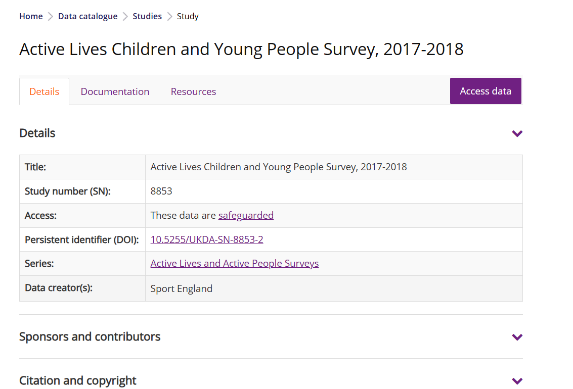 Home > Data catalogue > Studies > Study
Active Lives Children and Young People Survey, 2017-2018
Details Documentation Resources Access data
Details
Title: Active Lives Children and Young People Survey, 2017-2018
Study number (SN): 8853
Access: These data are safeguarded
Persistent identifier (DOI): 10.5255/UKDA-SN-8853-2
Series: Active Lives and Active People Surveys
Data creator(s): Sport England
Sponsors and contributors
Citation and copyright